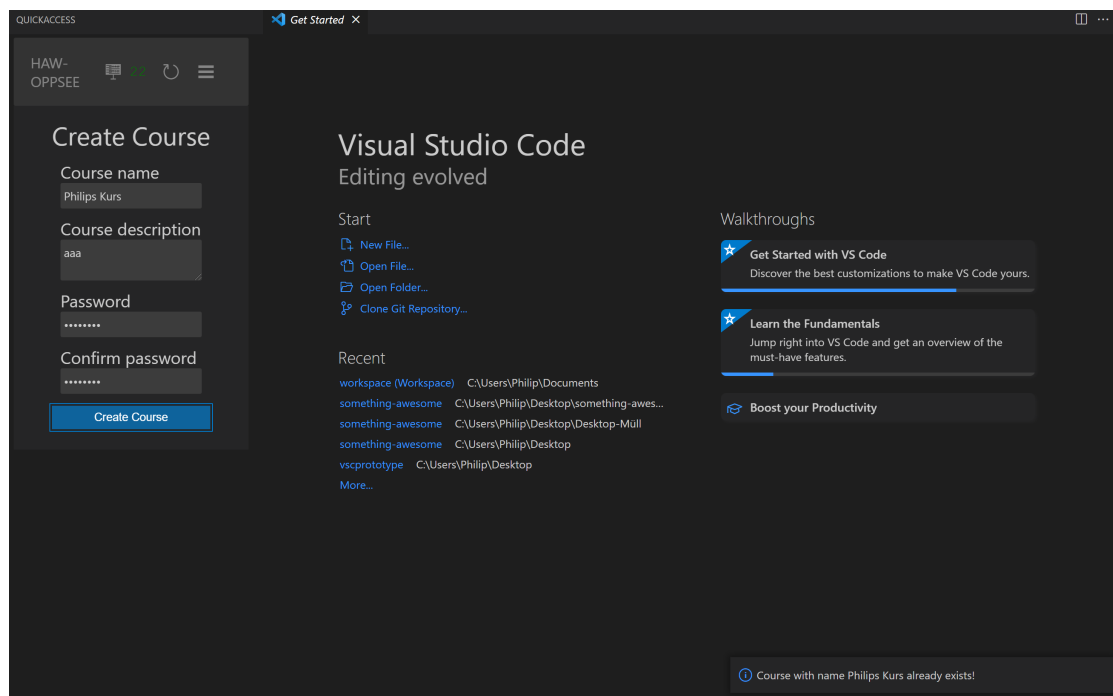 QUICKACCESS
Get Started
HAW-
OPPSEE
22
Create Course
Course name
Philips Kurs
Course description
aaa
Password
••••••••
Confirm password
••••••••
Create Course
Visual Studio Code
Editing evolved
Start
New File...
Open File...
Open Folder...
Clone Git Repository...
Recent
workspace (Workspace) C:\Users\Philip\Documents
something-awesome C:\Users\Philip\Desktop\something-awes...
something-awesome C:\Users\Philip\Desktop\Desktop-Müll
something-awesome C:\Users\Philip\Desktop
vscprototype C:\Users\Philip\Desktop
More...
Walkthroughs
Get Started with VS Code
Discover the best customizations to make VS Code yours.
Learn the Fundamentals
Jump right into VS Code and get an overview of the
must-have features.
Boost your Productivity
Course with name Philips Kurs already exists!